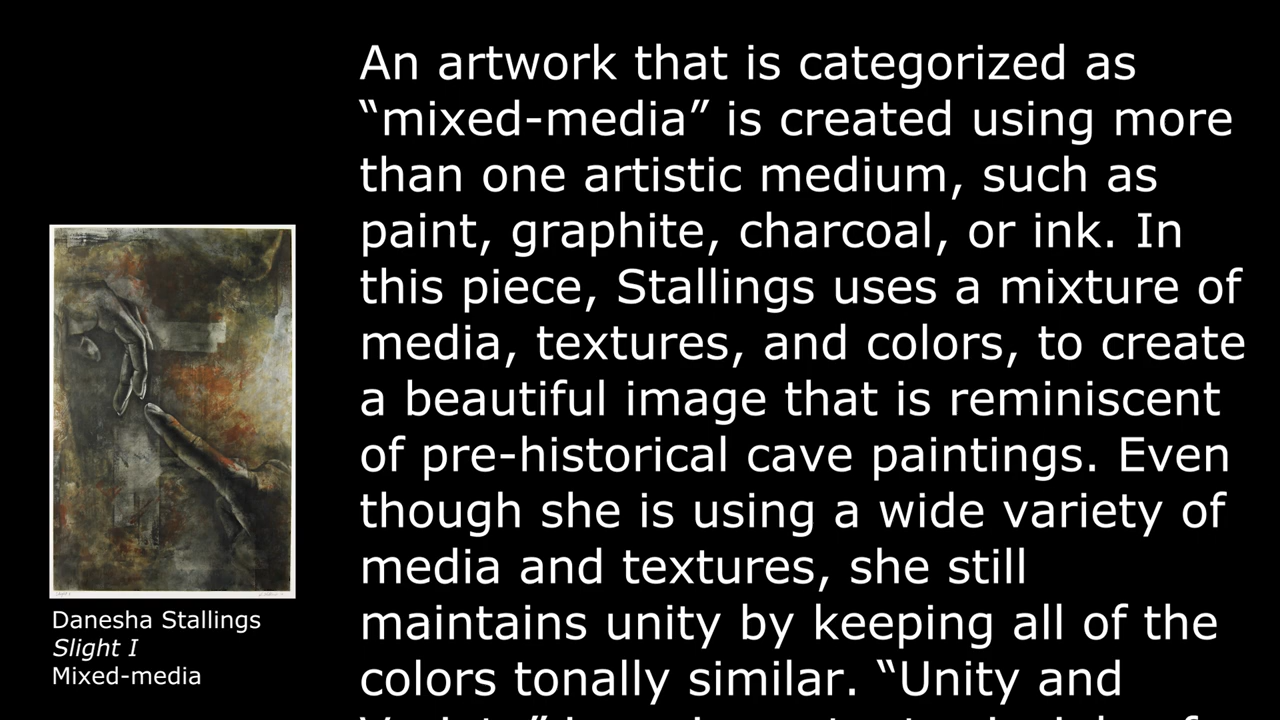 An artwork that is categorized as
“mixed-media” is created using more
than one artistic medium, such as
paint, graphite, charcoal, or ink. In
this piece, Stallings uses a mixture of
media, textures, and colors, to create
a beautiful image that is reminiscent
of pre-historical cave paintings. Even
though she is using a wide variety of
media and textures, she still
maintains unity by keeping all of the
colors tonally similar. “Unity and
Danesha Stallings
Slight I
Mixed-media